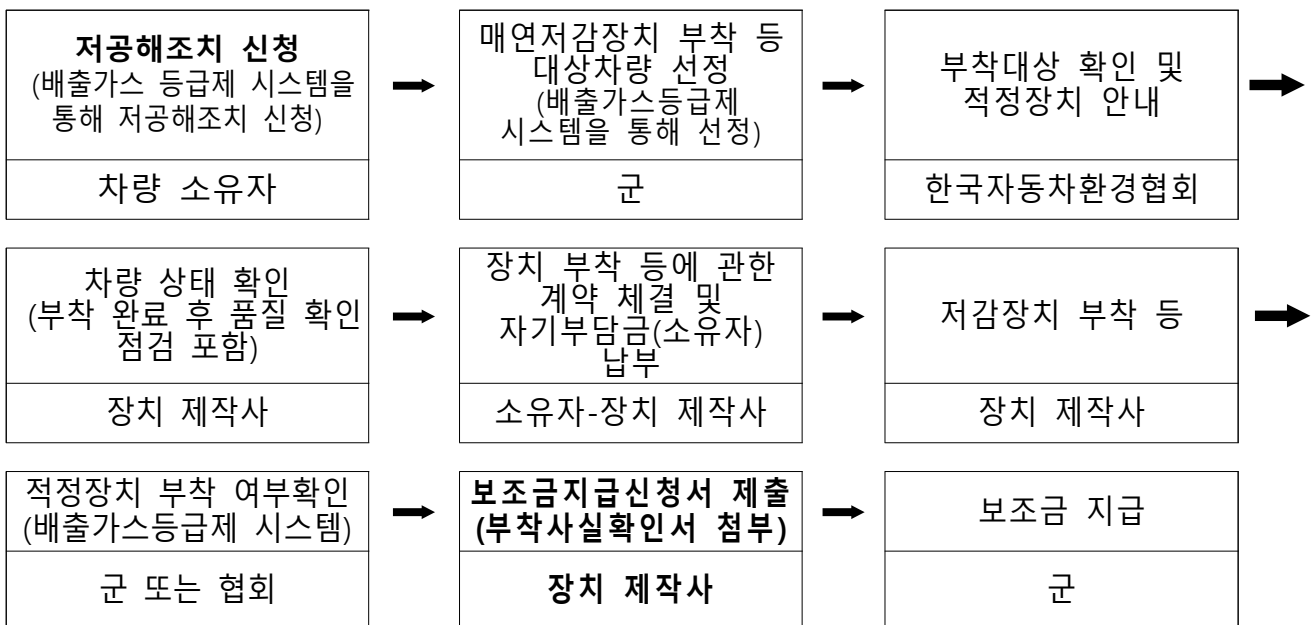 저공해조치 신청
(배출가스 등급제 시스템을
통해 저공해조치 신청)
차량 소유자
매연저감장치 부착 등
대상차량 선정
(배출가스등급제
시스템을 통해 선정)
군
부착대상 확인 및
적정장치 안내
한국자동차환경협회
차량 상태 확인
(부착 완료 후 품질 확인
점검 포함)
장치 제작사
장치 부착 등에 관한
계약 체결 및
자기부담금(소유자)
납부
소유자-장치 제작사
저감장치 부착 등
장치 제작사
적정장치 부착 여부확인
(배출가스등급제 시스템)
군 또는 협회
보조금지급신청서 제출
(부착사실확인서 첨부)
장치 제작사
보조금 지급
군